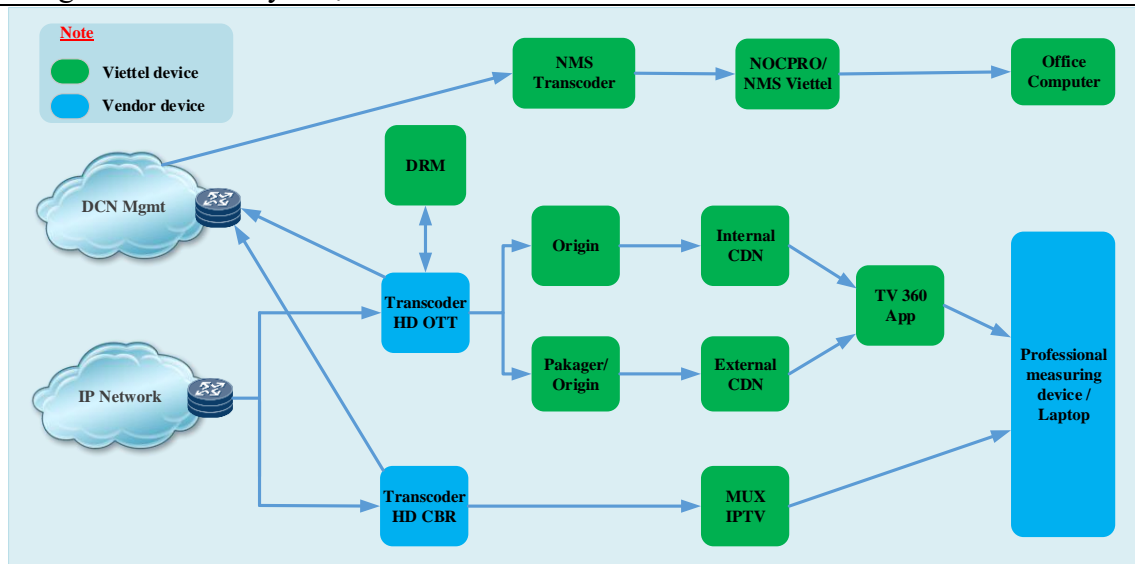 Note
Viettel device
Vendor device
NMS
Transcoder
NOCPRO/
NMS Viettel
Office
Computer
DRM
DCN Mgmt
Origin
Internal
CDN
Transcoder
HD OTT
TV 360
App
Pakager/
Origin
External
CDN
Professional
measuring
device /
Laptop
IP Network
Transcoder
HD CBR
MUX
IPTV